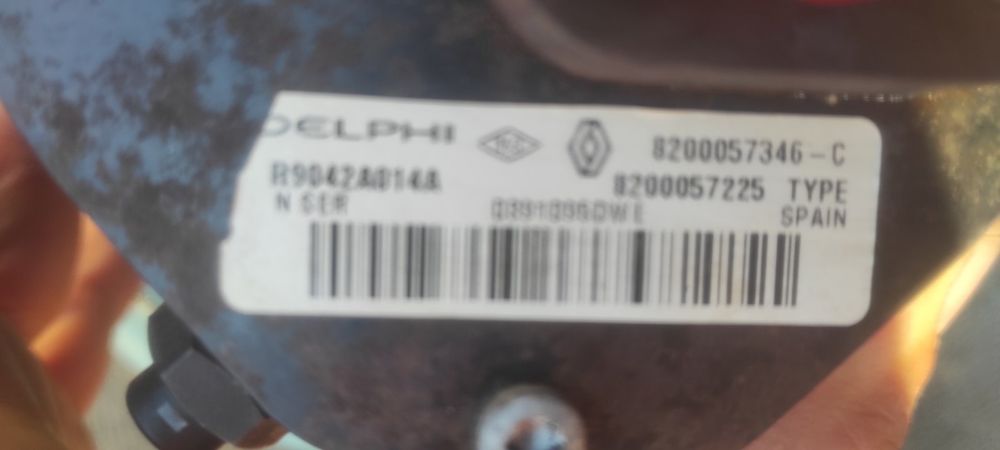 DELPHI 8200057346-C
R9042A014A 8200057225 TYPE
N SER SPAIN